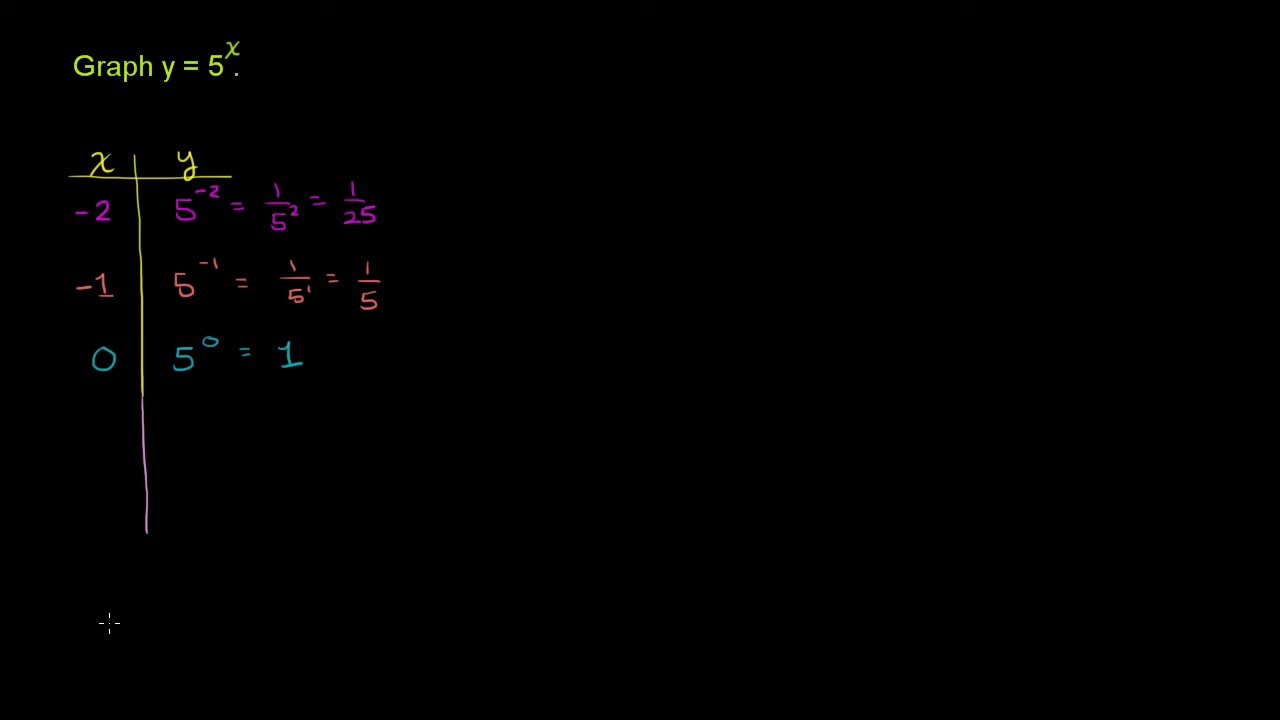 Graph y = 5^x.
x y
-2 5^-2 = 1/5^2 = 1/25
-1 5^-1 = 1/5^1 = 1/5
0 5^0 = 1